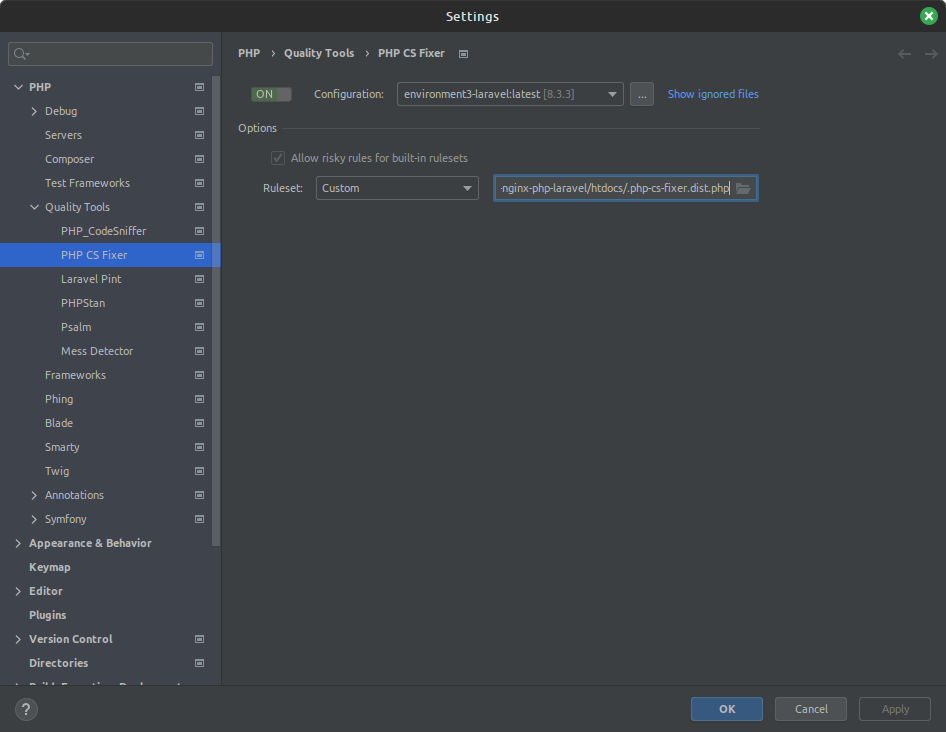 Settings
PHP › Quality Tools › PHP CS Fixer
PHP
Debug
Servers
Composer
Test Frameworks
Quality Tools
PHP_CodeSniffer
PHP CS Fixer
Laravel Pint
PHPStan
Psalm
Mess Detector
Frameworks
Phing
Blade
Smarty
Twig
Annotations
Symfony
Appearance & Behavior
Keymap
Editor
Plugins
Version Control
Directories
ON Configuration: environment3-laravel:latest [8.3.3] ... Show ignored files
Options
Allow risky rules for built-in rulesets
Ruleset: Custom -nginx-php-laravel/htdocs/.php-cs-fixer.dist.php
? OK Cancel Apply